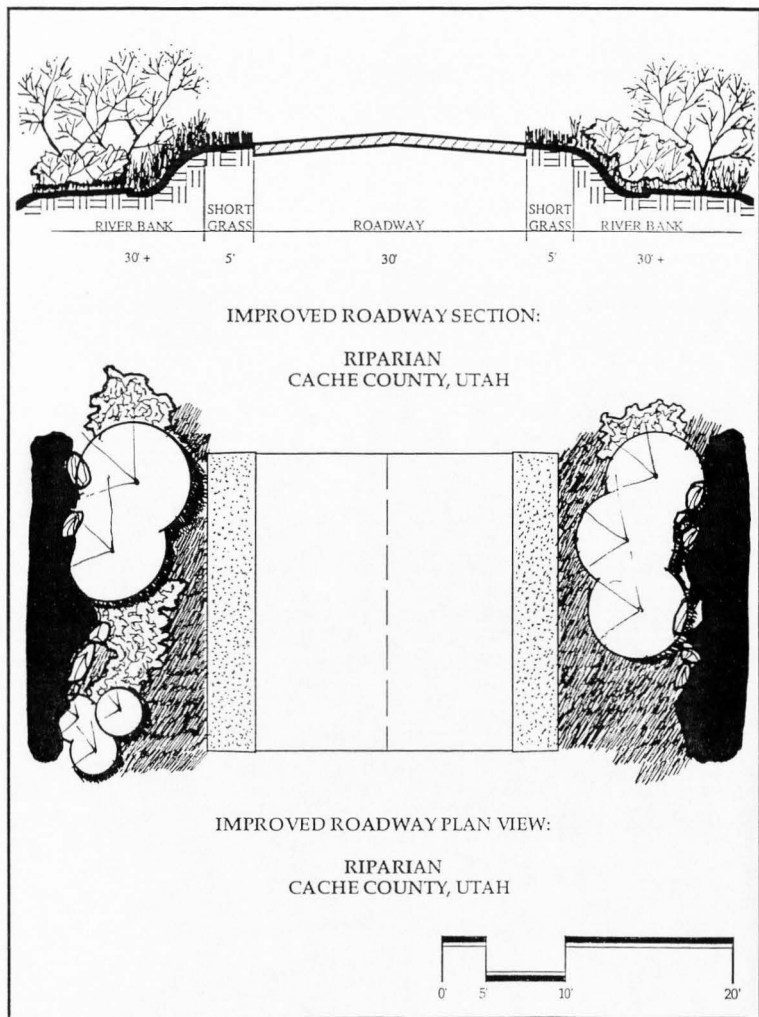 RIVER BANK SHORT GRASS ROADWAY SHORT GRASS RIVER BANK
30' + 5' 30' 5' 30' +
IMPROVED ROADWAY SECTION:
RIPARIAN
CACHE COUNTY, UTAH
IMPROVED ROADWAY PLAN VIEW:
RIPARIAN
CACHE COUNTY, UTAH
0' 5' 10' 20'